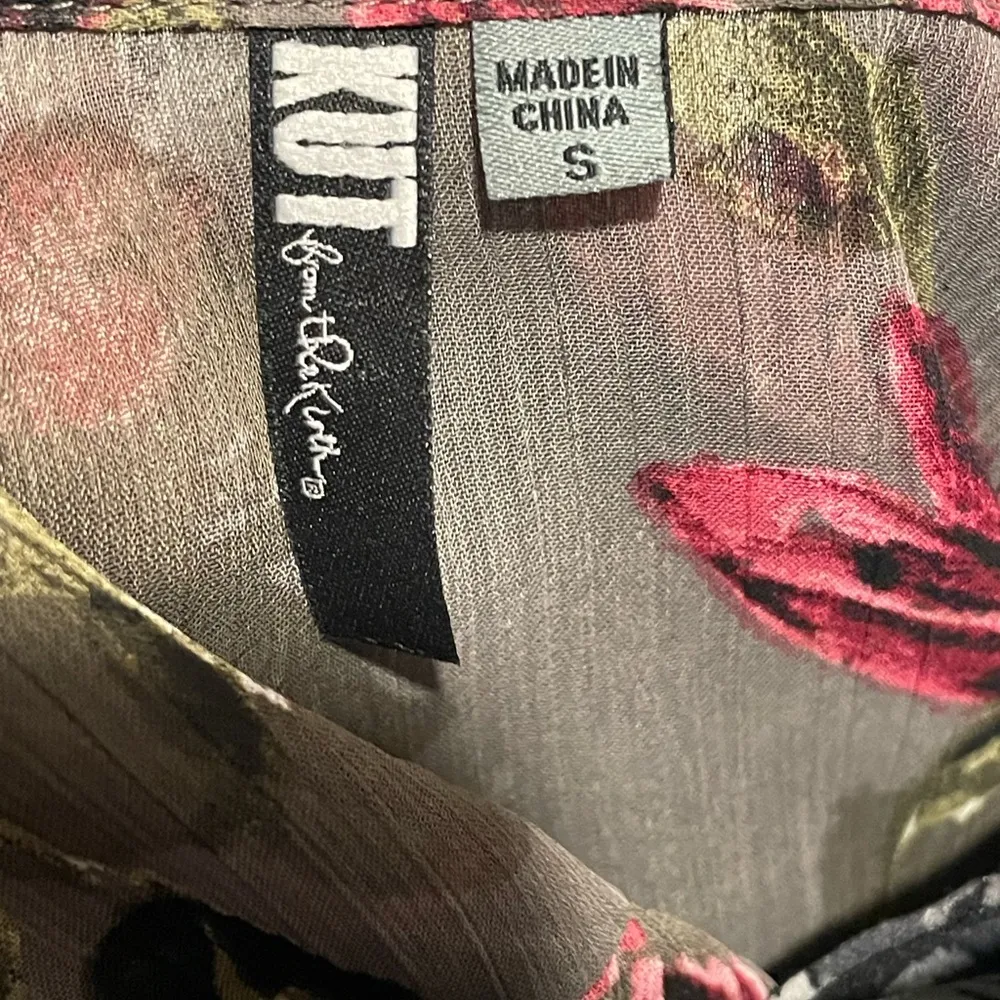 KUT
from the Kloth®
MADE IN
CHINA
S